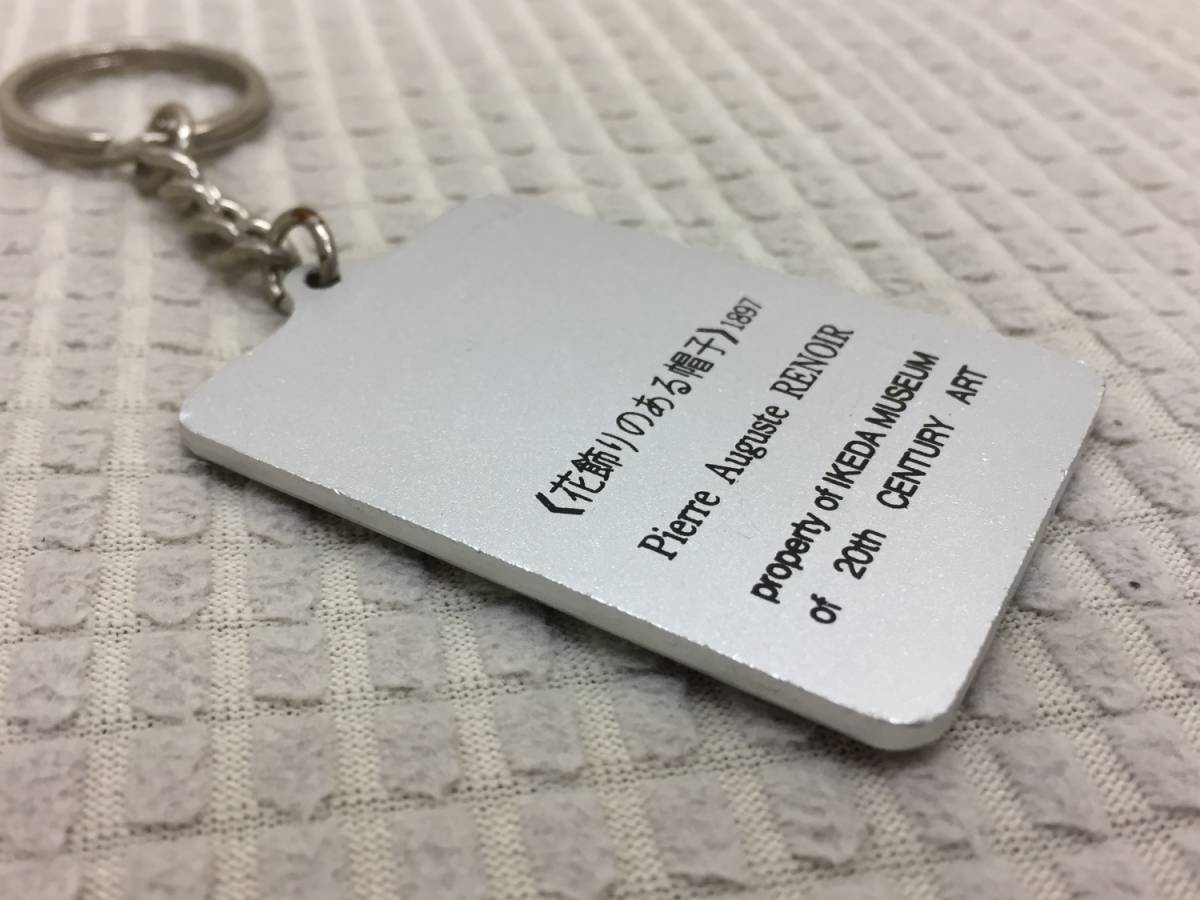 《花飾りのある帽子》1897
Pierre Auguste RENOIR
property of IKEDA MUSEUM
of 20th CENTURY ART